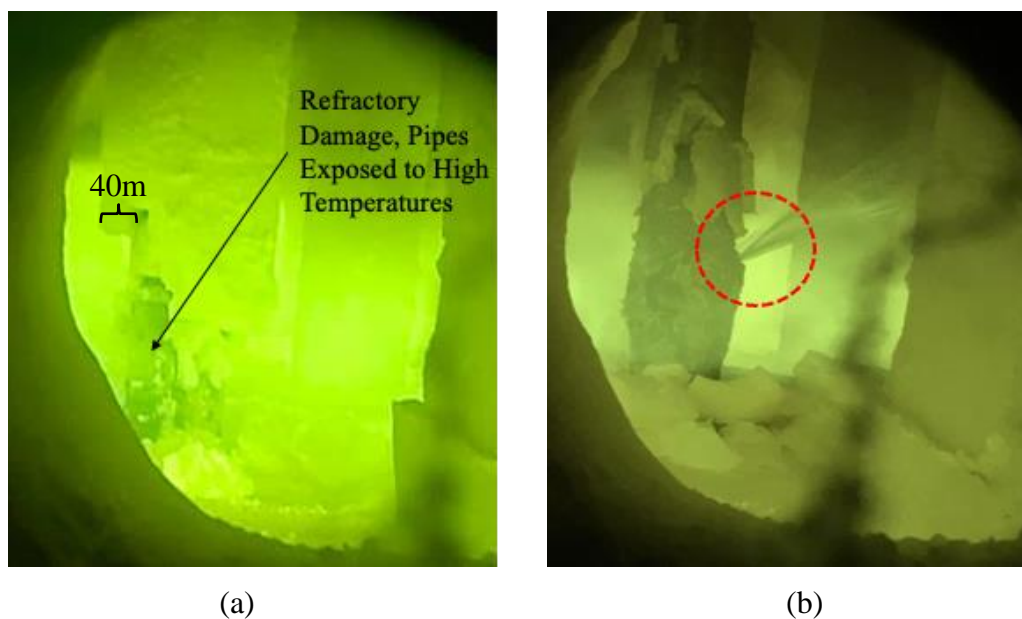 Refractory
Damage, Pipes
Exposed to High
Temperatures
40m
(a)
(b)